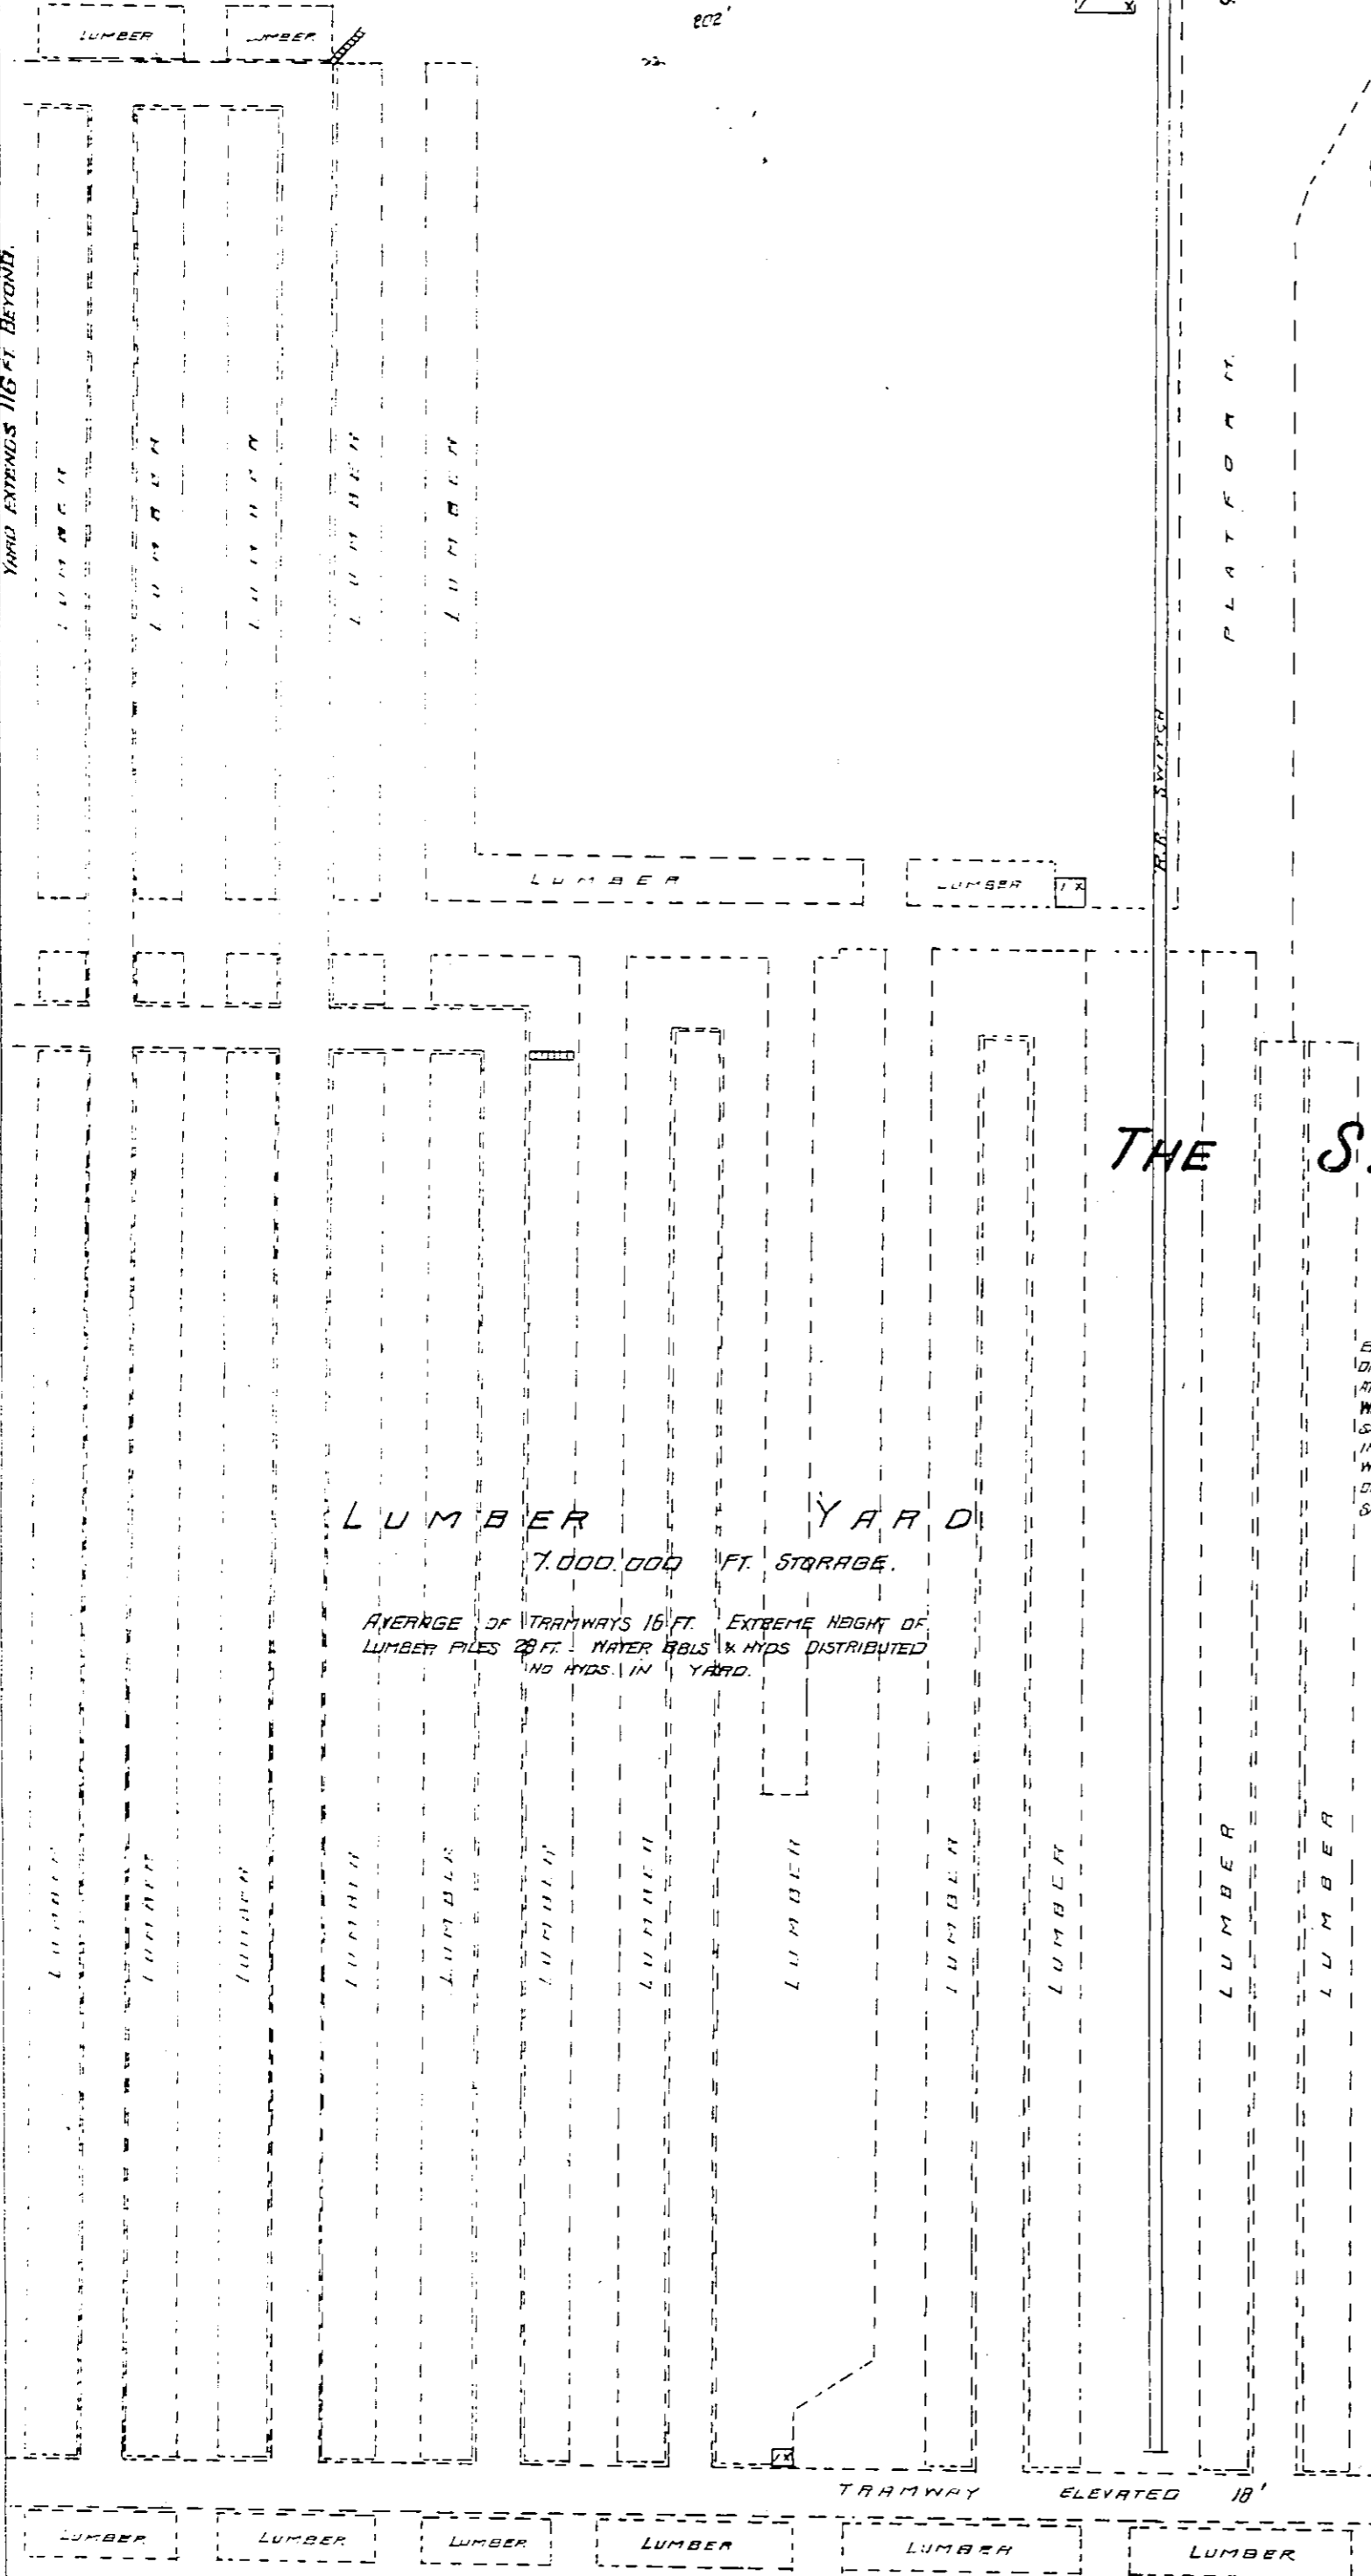 802'
LUMBER
LUMBER
YARD EXTENDS 116 FT. BEYOND.
LUMBER
LUMBER
LUMBER
LUMBER
LUMBER
PLATFORM.
R.R. SWITCH
LUMBER
LUMBER
1 X
THE S.
LUMBER YARD
7.000.000 FT. STORAGE.
AVERAGE OF TRAMWAYS 16 FT. EXTREME HEIGHT OF
LUMBER PILES 28 FT. - WATER BBLS & HYDS DISTRIBUTED
NO HYDS. IN YARD.
LUMBER
LUMBER
LUMBER
LUMBER
LUMBER
LUMBER
LUMBER
LUMBER
LUMBER
LUMBER
LUMBER
LUMBER
1X
TRAMWAY ELEVATED 18'
LUMBER
LUMBER
LUMBER
LUMBER
LUMBER
LUMBER